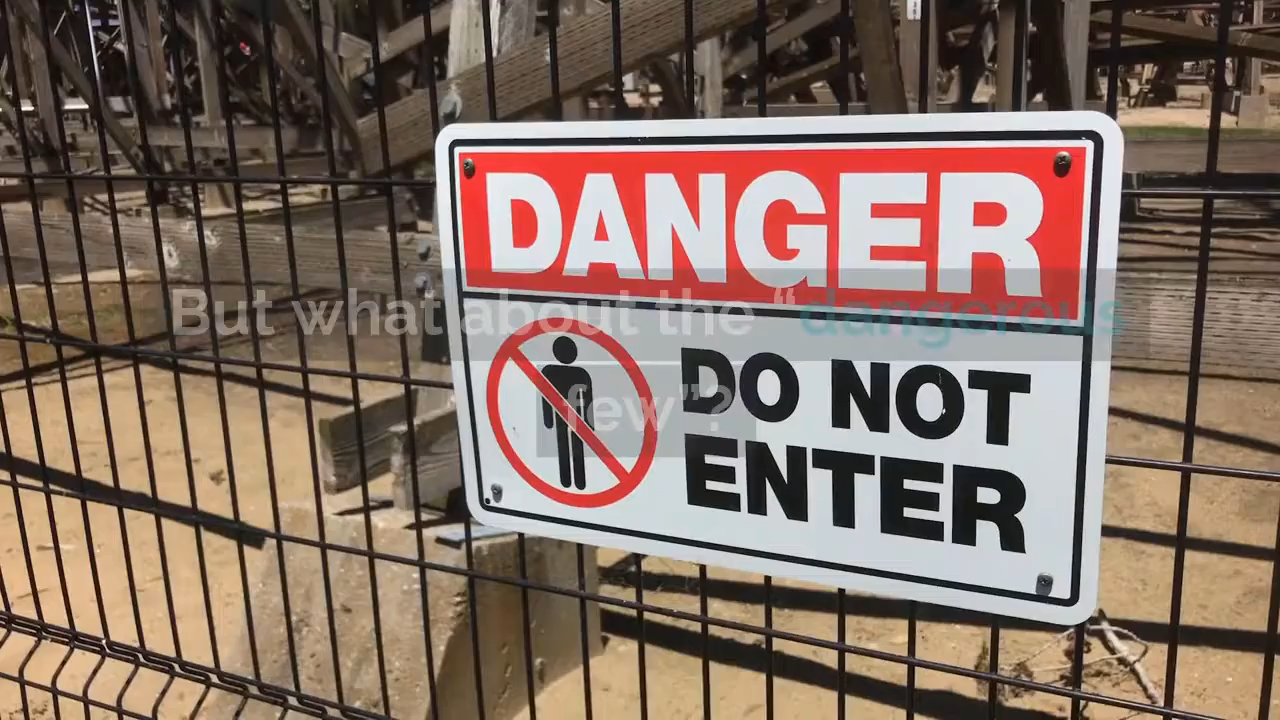 DANGER
But what about the “dangerous
few”?
DO NOT
ENTER